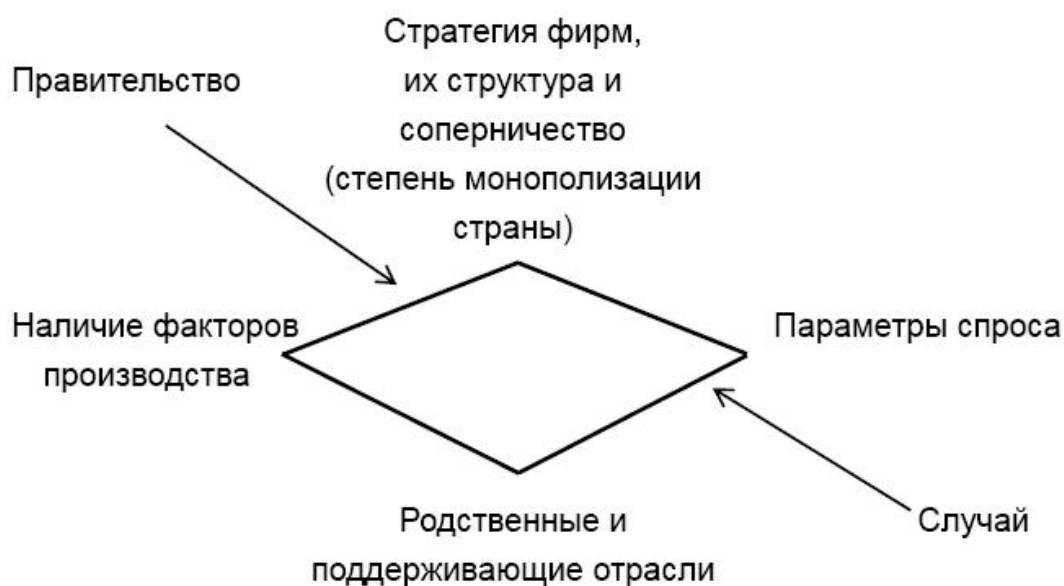 Стратегия фирм,
их структура и
соперничество
(степень монополизации
страны)
Правительство
Наличие факторов
производства
Параметры спроса
Родственные и
поддерживающие отрасли
Случай